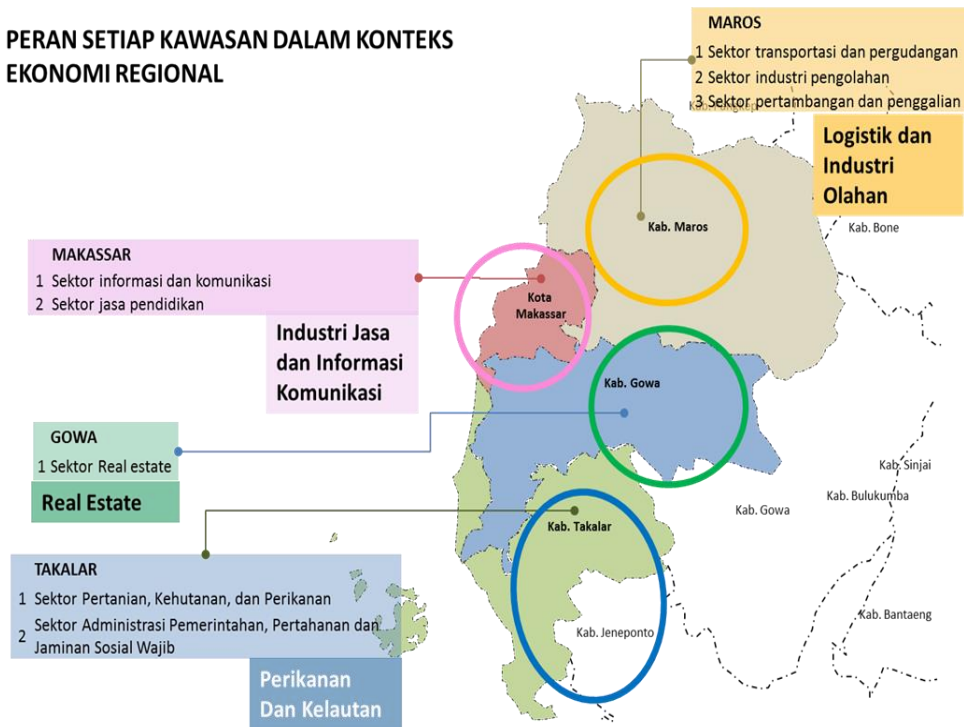 PERAN SETIAP KAWASAN DALAM KONTEKS
EKONOMI REGIONAL
MAROS
1 Sektor transportasi dan pergudangan
2 Sektor industri pengolahan
3 Sektor pertambangan dan penggalian
Kab. Pangkep
Logistik dan
Industri
Olahan
Kab. Maros
Kab. Bone
MAKASSAR
1 Sektor informasi dan komunikasi
2 Sektor jasa pendidikan
Industri Jasa
dan Informasi
Komunikasi
Kota
Makassar
Kab. Gowa
GOWA
1 Sektor Real estate
Real Estate
Kab. Sinjai
Kab. Bulukumba
Kab. Gowa
Kab. Takalar
TAKALAR
1 Sektor Pertanian, Kehutanan, dan Perikanan
2 Sektor Administrasi Pemerintahan, Pertahanan dan
Jaminan Sosial Wajib
Perikanan
Dan Kelautan
Kab. Bantaeng
Kab. Jeneponto